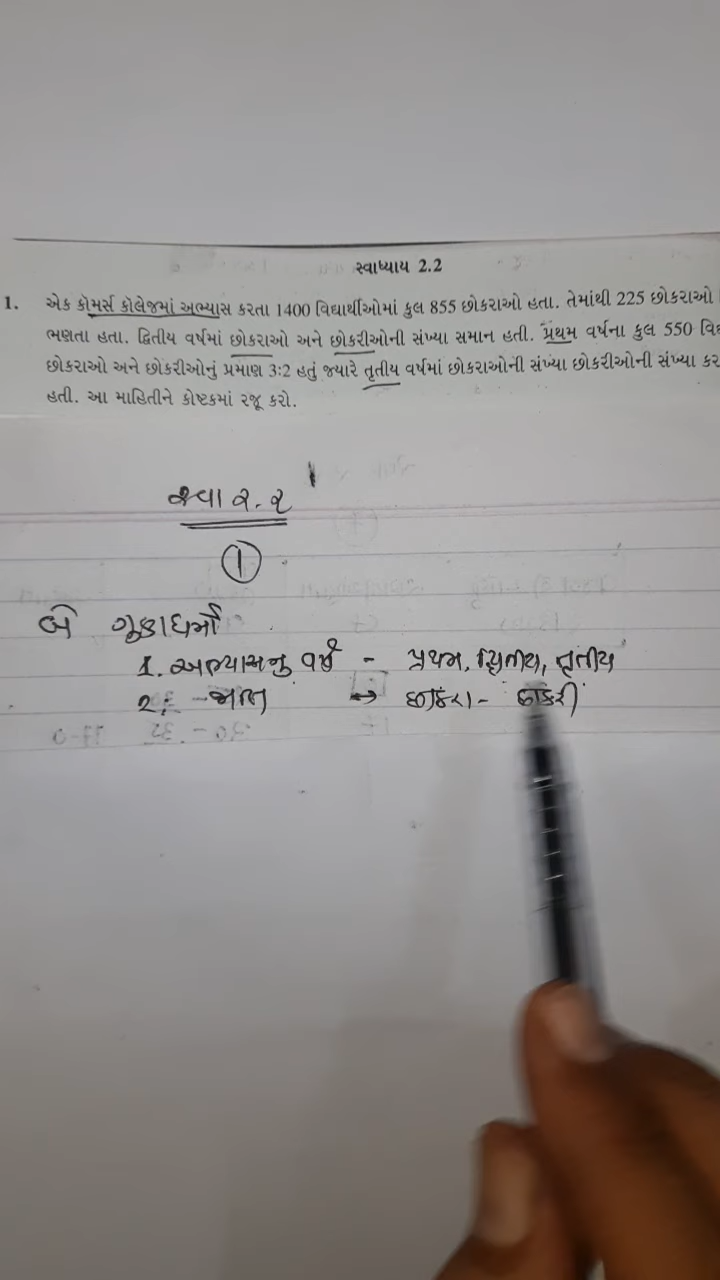 સ્વાધ્યાય 2.2
1. એક કોમર્સ કોલેજમાં અભ્યાસ કરતા 1400 વિદ્યાર્થીઓમાં કુલ 855 છોકરાઓ હતા. તેમાંથી 225 છોકરાઓ
ભણતા હતા. દ્વિતીય વર્ષમાં છોકરાઓ અને છોકરીઓની સંખ્યા સમાન હતી. પ્રથમ વર્ષના કુલ 550
છોકરાઓ અને છોકરીઓનું પ્રમાણ 3:2 હતું જ્યારે તૃતીય વર્ષમાં છોકરાઓની સંખ્યા છોકરીઓની સંખ્યા
હતી. આ માહિતીને કોષ્ટકમાં રજૂ કરો.
સ્વા ૨.૨
1
બે ગુણધર્મો
1. અભ્યાસનુ વર્ષ - પ્રથમ, દ્વિતીય, તૃતીય
૨. → છોકરા - છોકરી